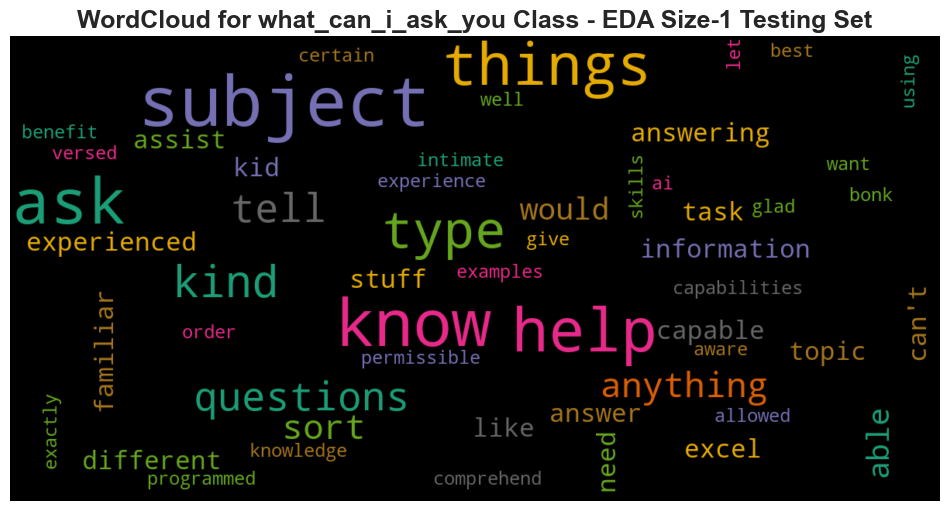 WordCloud for what_can_i_ask_you Class - EDA Size-1 Testing Set
certain
things
let
best
using
subject
well
benefit
assist
answering
versed
kid
intimate
want
experience
skills
ai
bonk
ask
tell
type
would
task
glad
experienced
give
information
kind
stuff
examples
capabilities
familiar
order
know
help
capable
can't
permissible
aware
topic
questions
anything
exactly
sort
like
answer
allowed
able
different
knowledge
need
excel
programmed
comprehend